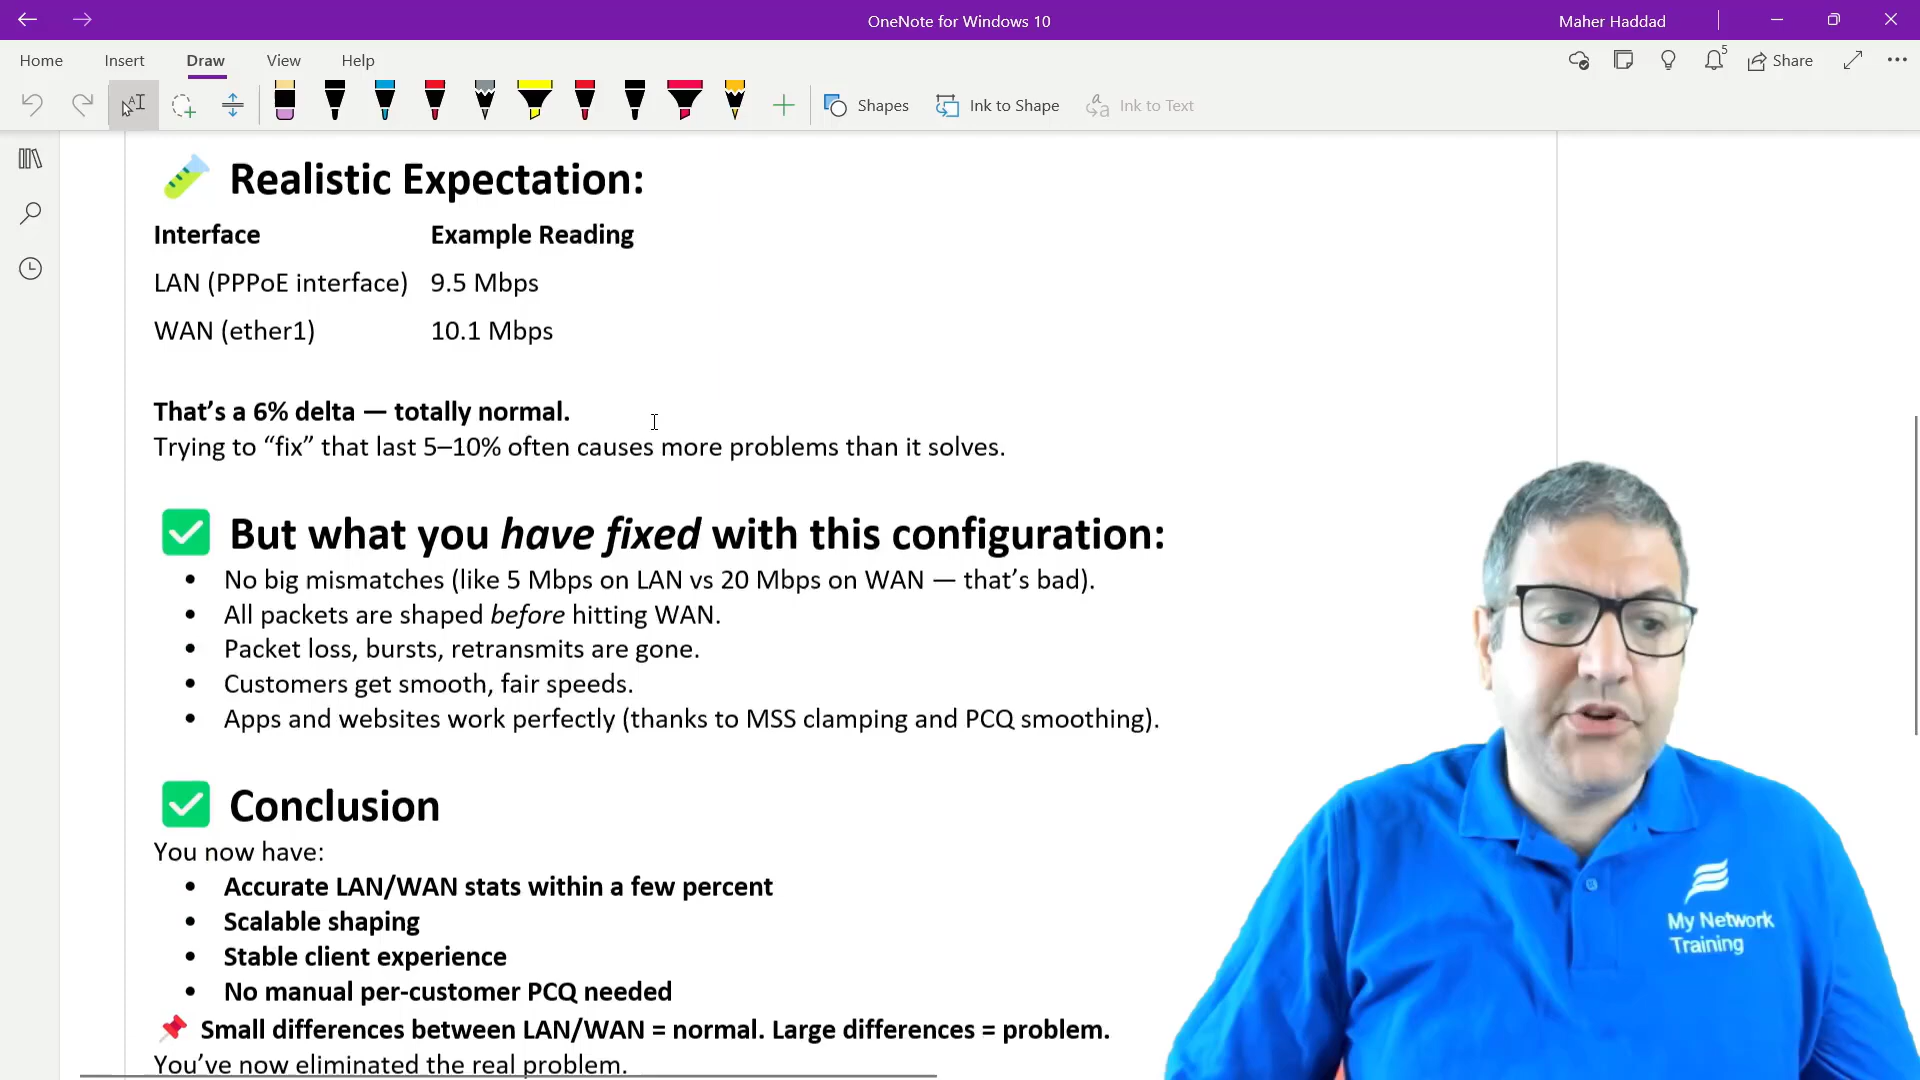 OneNote for Windows 10
Maher Haddad
Home
Insert
Draw
View
Help
5
Share
Shapes
Ink to Shape
Ink to Text
Realistic Expectation:
Interface Example Reading
LAN (PPPoE interface) 9.5 Mbps
WAN (ether1) 10.1 Mbps
That's a 6% delta — totally normal.
Trying to “fix” that last 5–10% often causes more problems than it solves.
But what you have fixed with this configuration:
• No big mismatches (like 5 Mbps on LAN vs 20 Mbps on WAN — that's bad).
• All packets are shaped before hitting WAN.
• Packet loss, bursts, retransmits are gone.
• Customers get smooth, fair speeds.
• Apps and websites work perfectly (thanks to MSS clamping and PCQ smoothing).
Conclusion
You now have:
• Accurate LAN/WAN stats within a few percent
• Scalable shaping
• Stable client experience
• No manual per-customer PCQ needed
Small differences between LAN/WAN = normal. Large differences = problem.
You've now eliminated the real problem.
My Network
Training